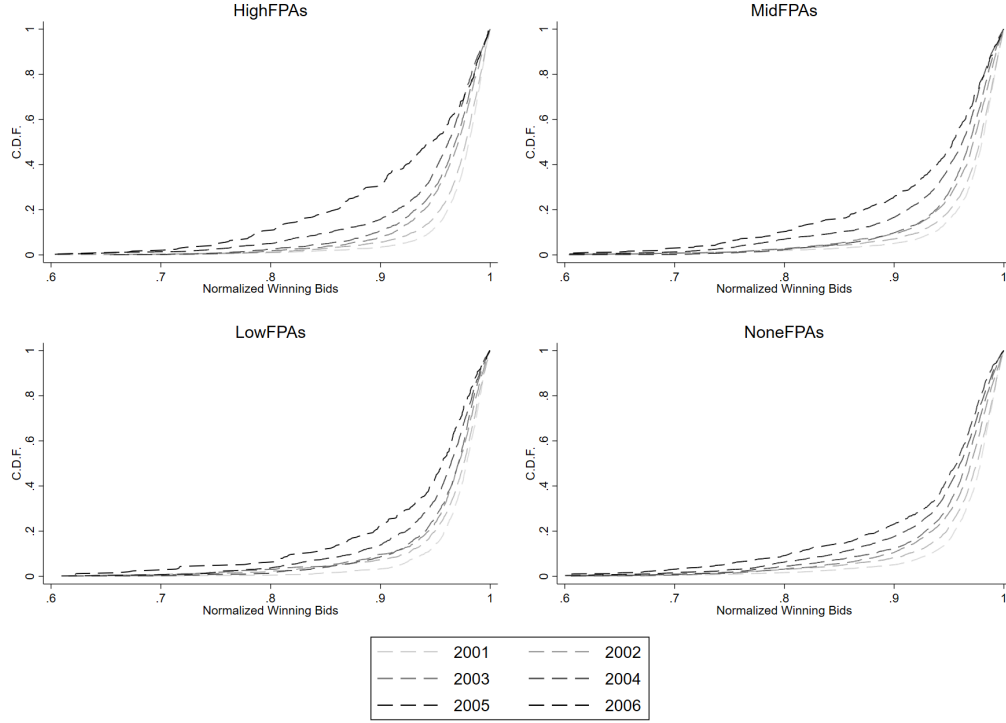 HighFPAs
MidFPAs
C.D.F.
0 .2 .4 .6 .8 1
.6 .7 .8 .9 1
Normalized Winning Bids
C.D.F.
0 .2 .4 .6 .8 1
.6 .7 .8 .9 1
Normalized Winning Bids
LowFPAs
NoneFPAs
C.D.F.
0 .2 .4 .6 .8 1
.6 .7 .8 .9 1
Normalized Winning Bids
C.D.F.
0 .2 .4 .6 .8 1
.6 .7 .8 .9 1
Normalized Winning Bids
2001 2002
2003 2004
2005 2006